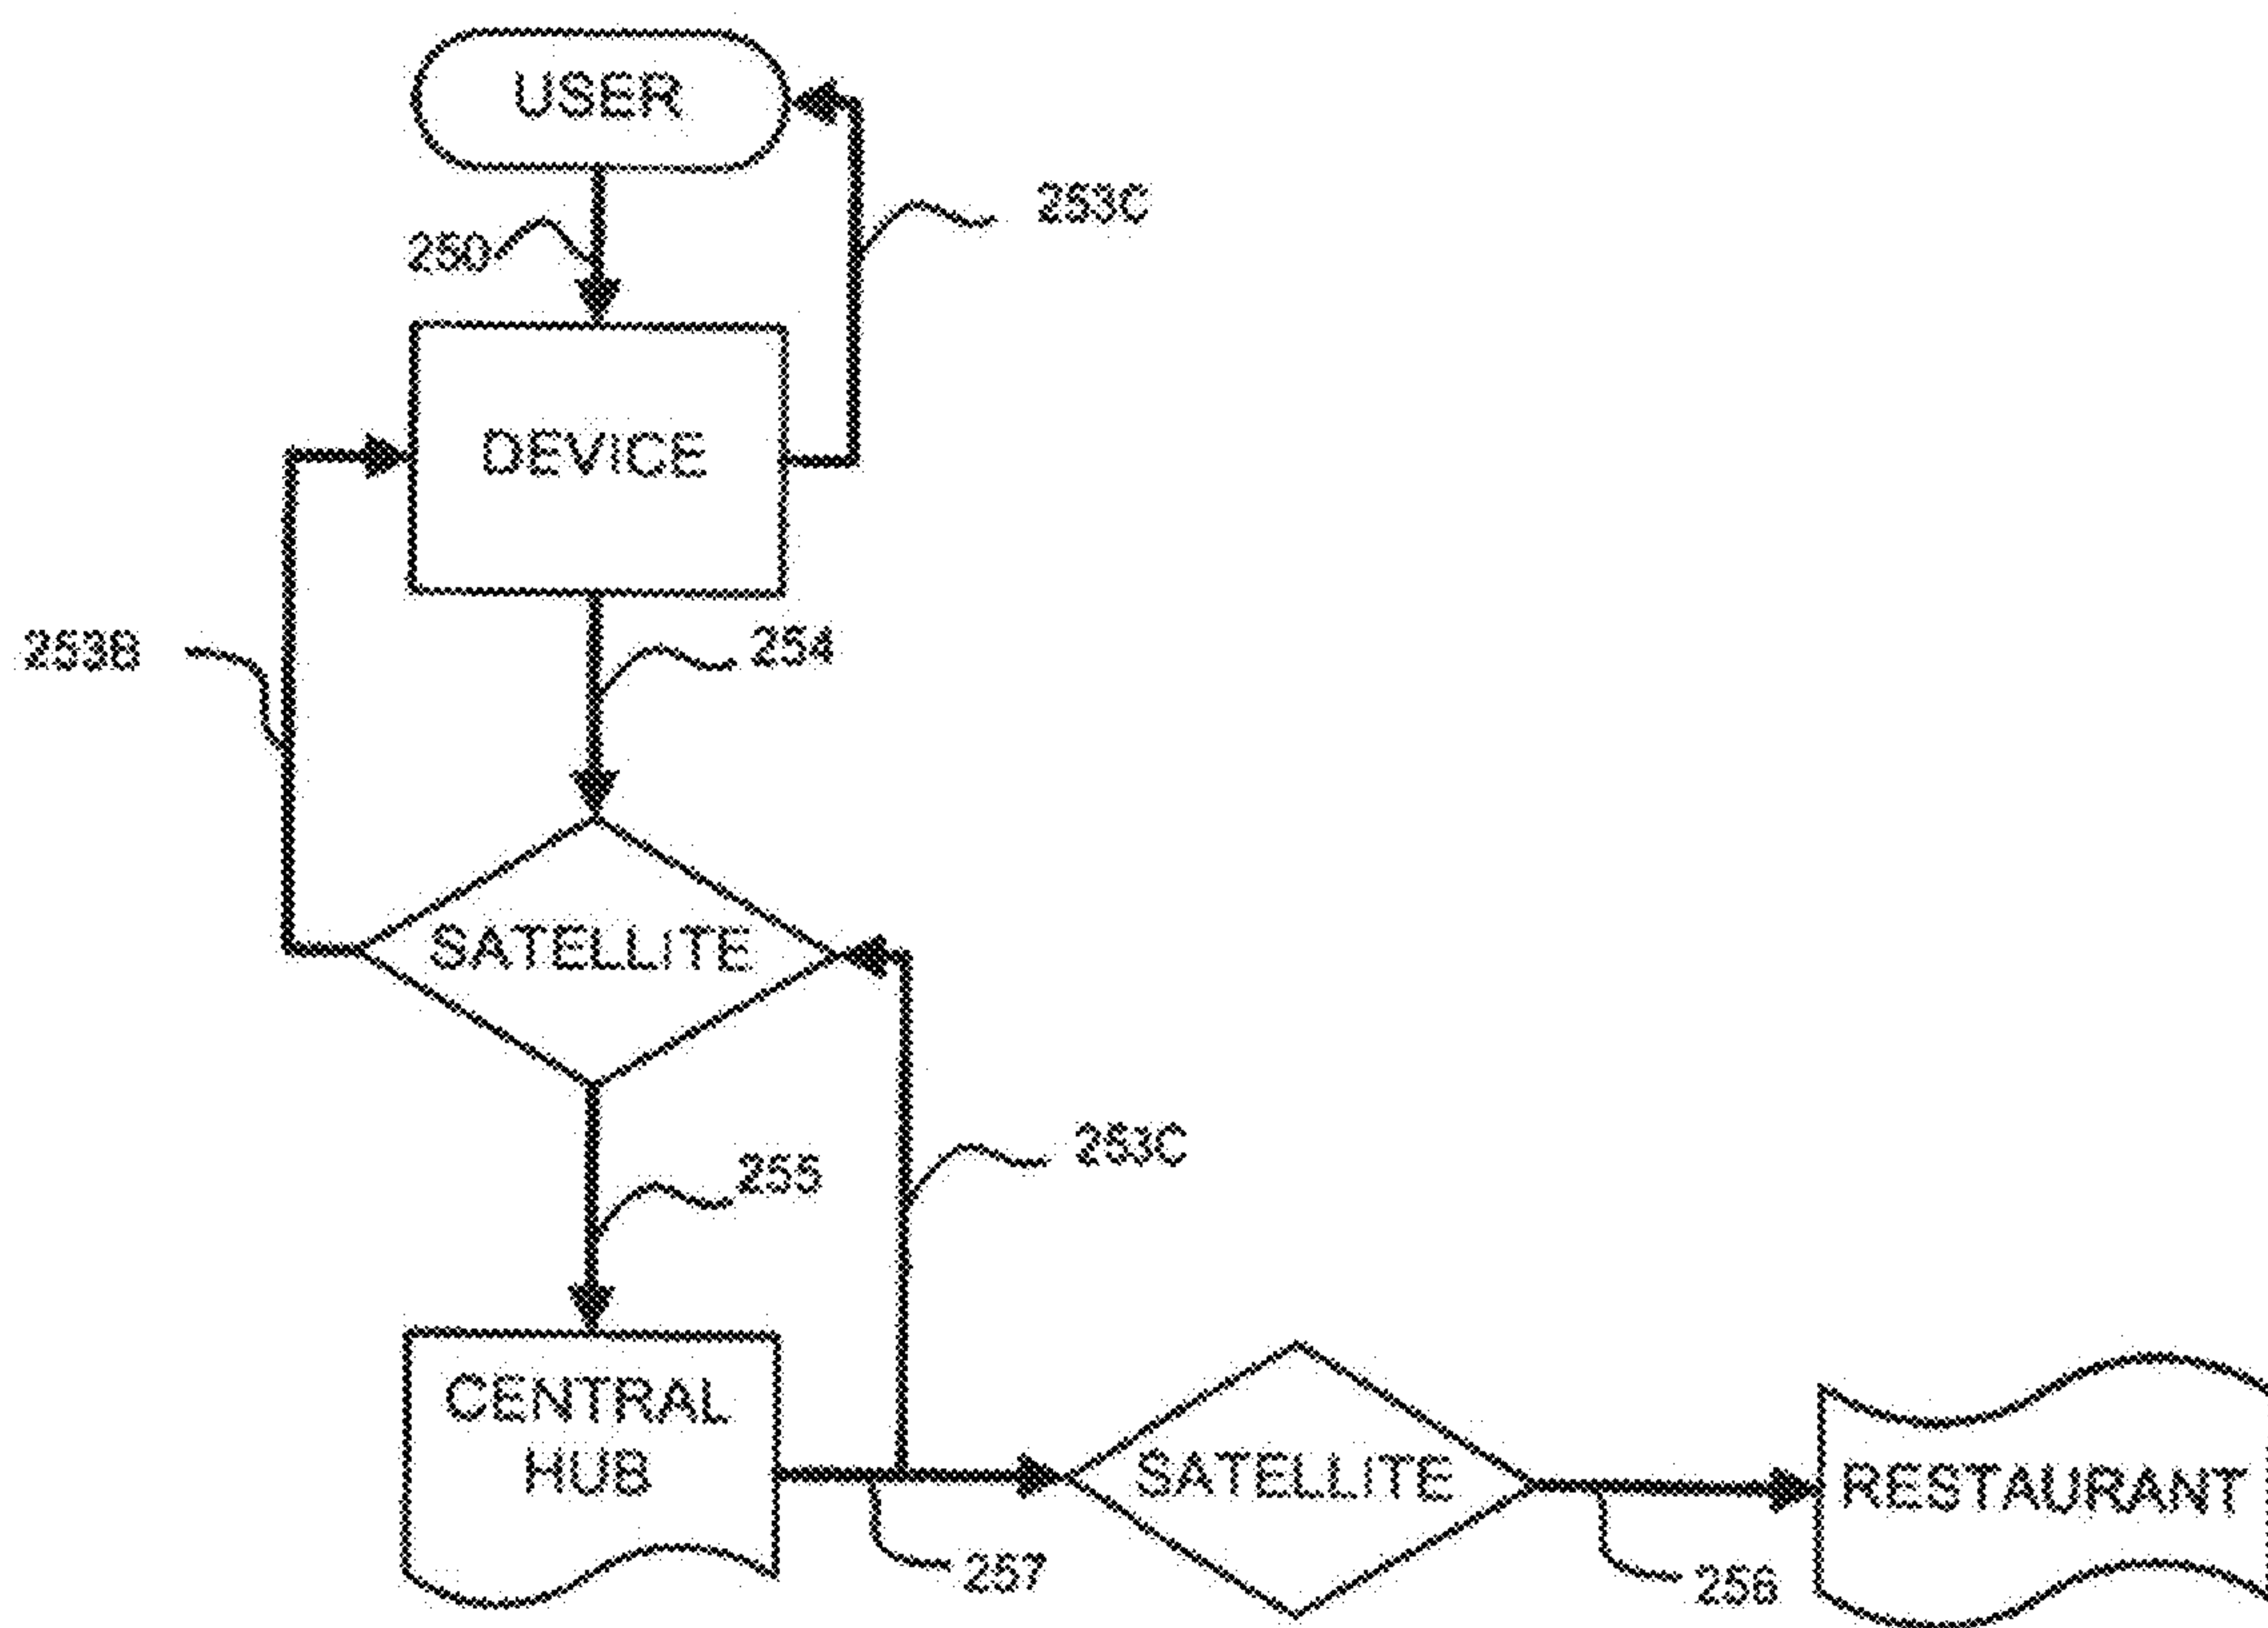 USER
253C
250
DEVICE
253B
254
SATELLITE
253C
255
CENTRAL
HUB
SATELLITE
RESTAURANT
257
256